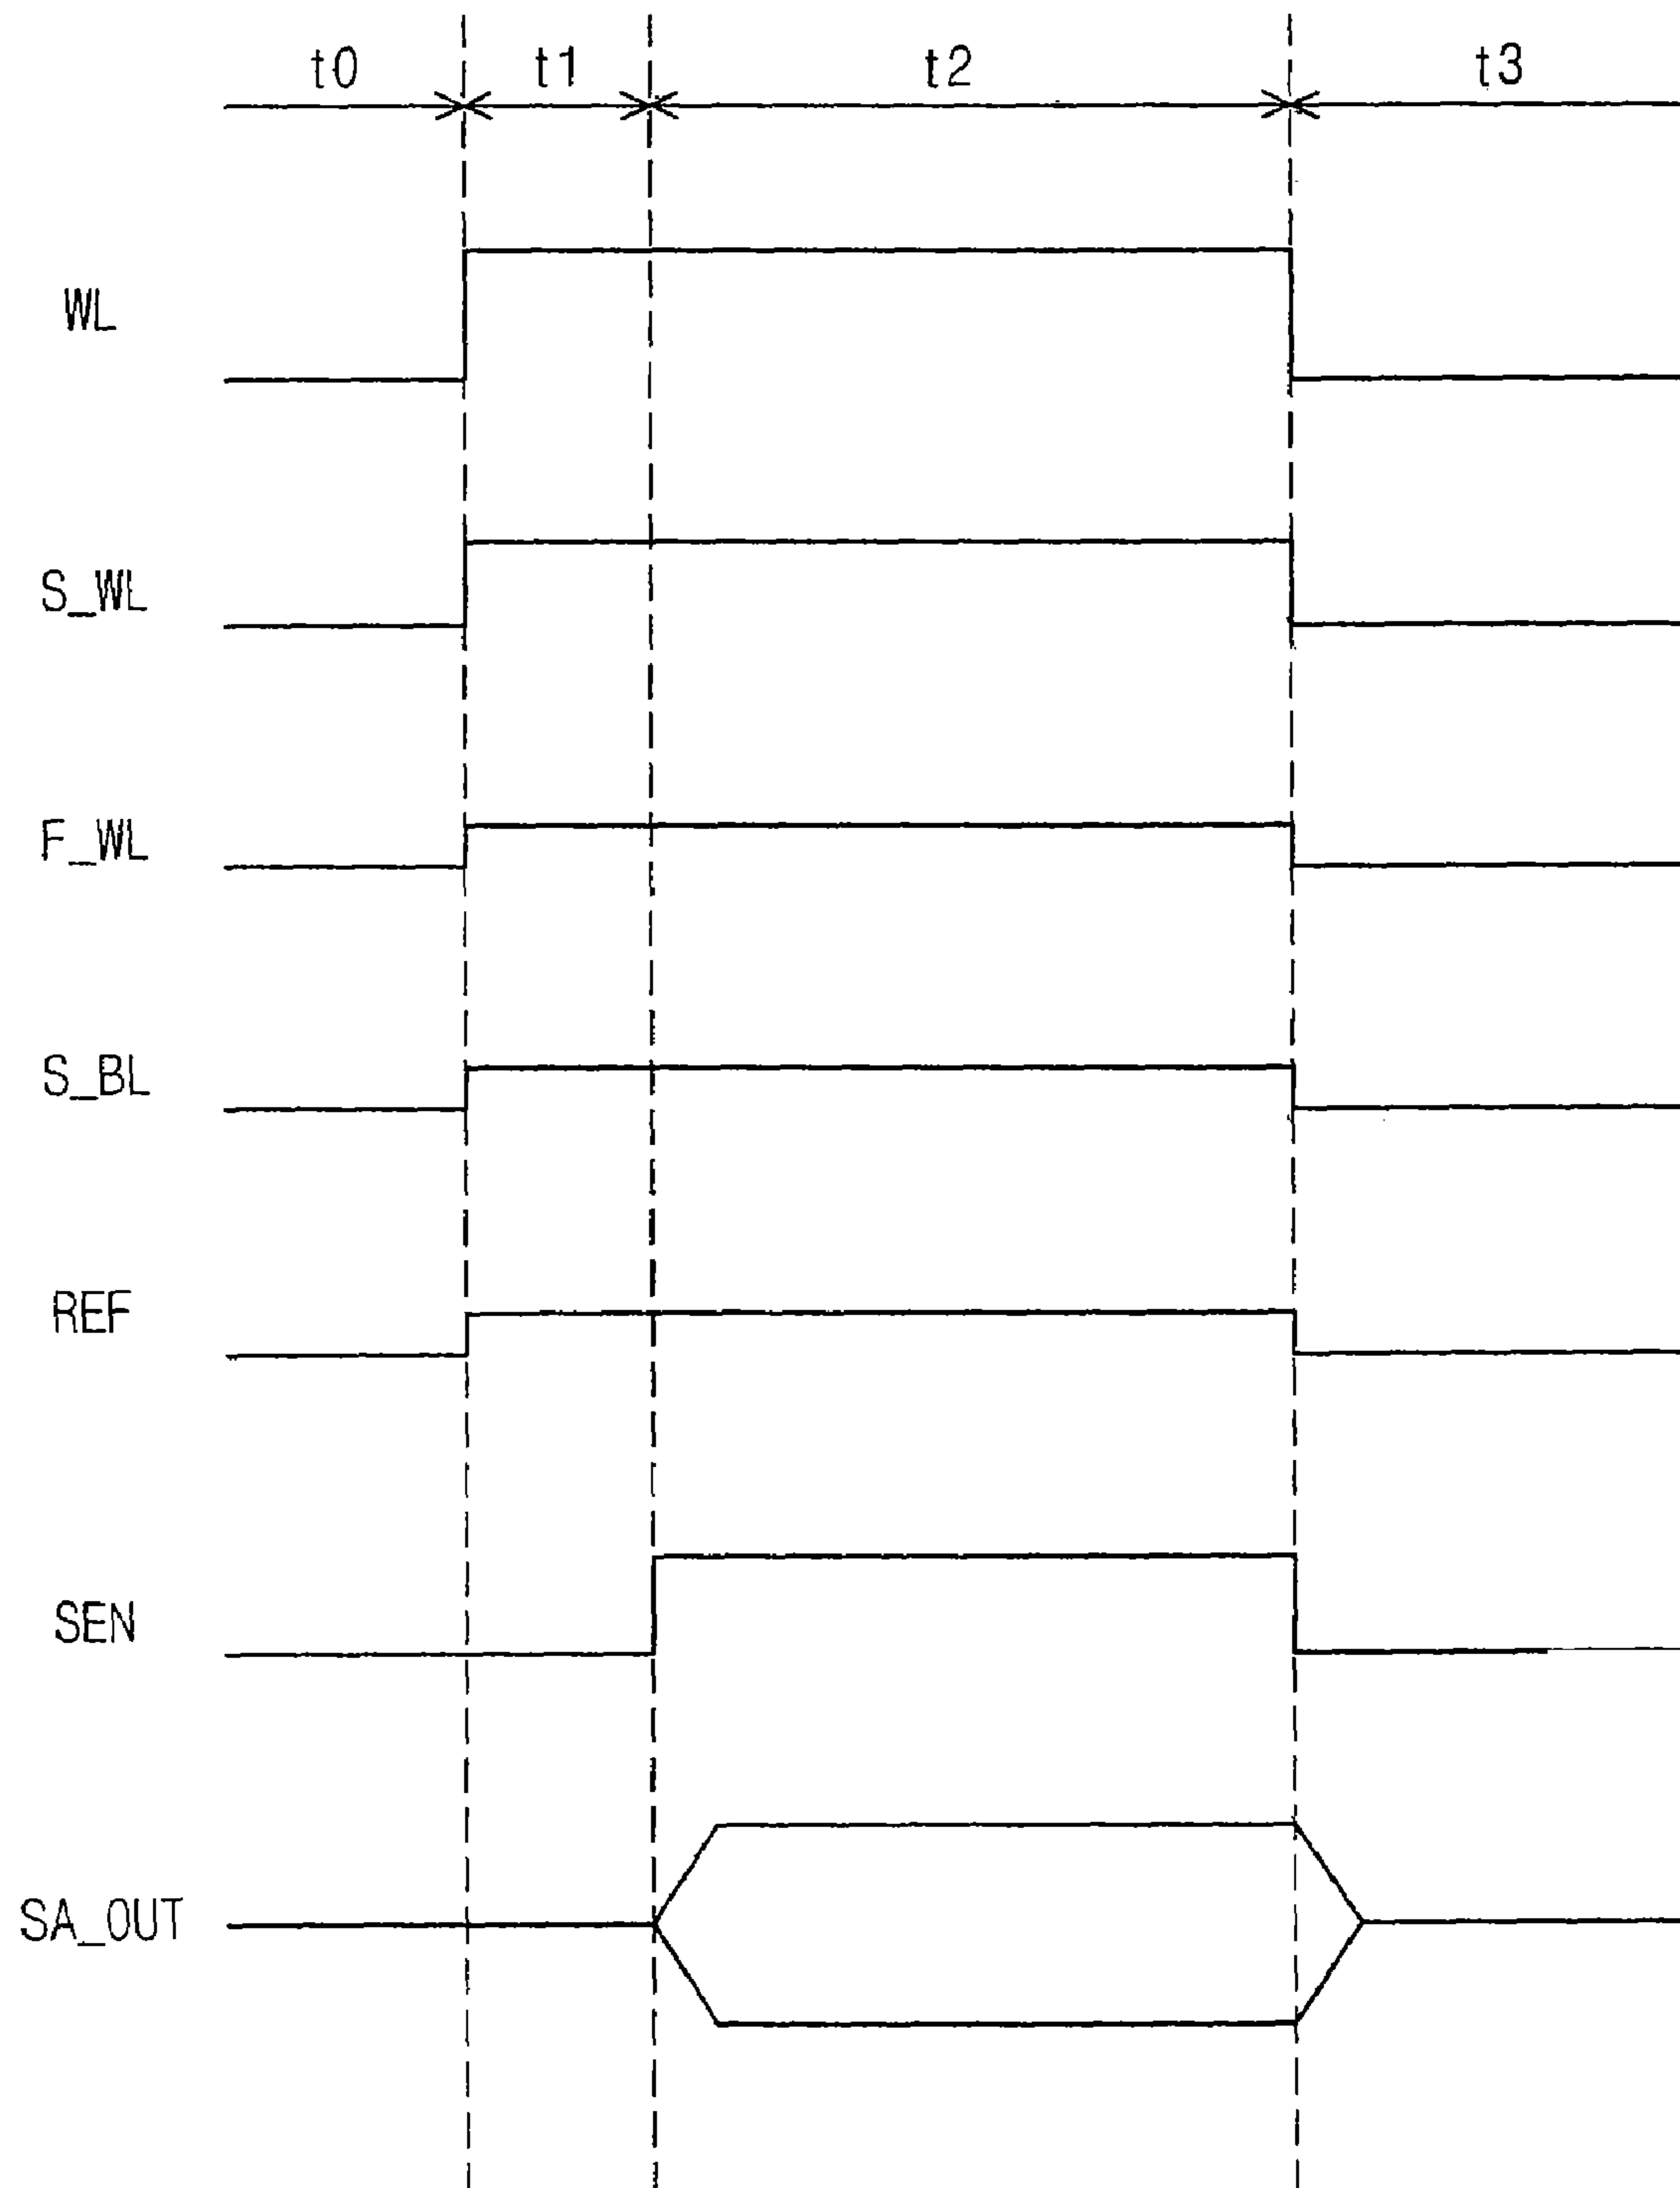 t0 t1 t2 t3
WL
S_WL
F_WL
S_BL
REF
SEN
SA_OUT